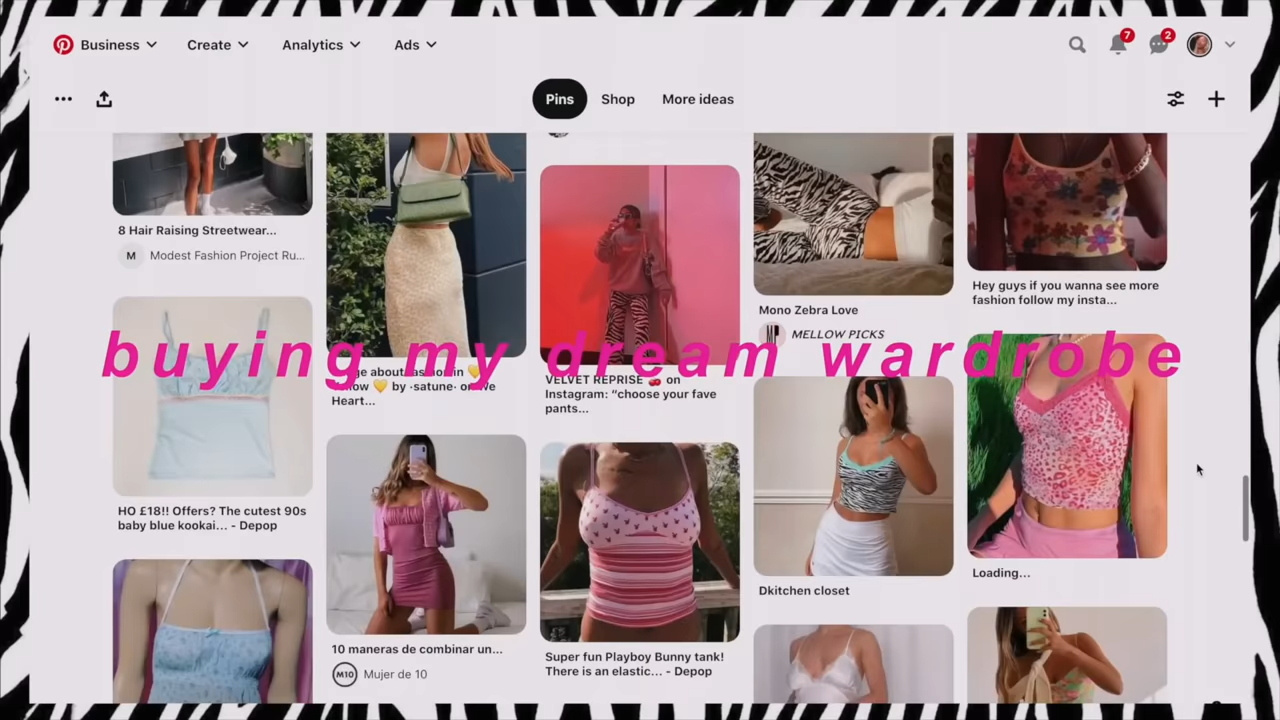 Business
Create
Analytics
Ads
7
2
Pins
Shop
More ideas
8 Hair Raising Streetwear...
M
Modest Fashion Project Ru...
HO £18!! Offers? The cutest 90s
baby blue kookai... - Depop
by ·satune· on We
Heart...
10 maneras de combinar un...
M10
Mujer de 10
VELVET REPRISE 🍒 on
Instagram: “choose your fave
pants...
Super fun Playboy Bunny tank!
There is an elastic... - Depop
Mono Zebra Love
MELLOW PICKS
Dkitchen closet
Hey guys if you wanna see more
fashion follow my insta...
Loading...
buying my dream wardrobe